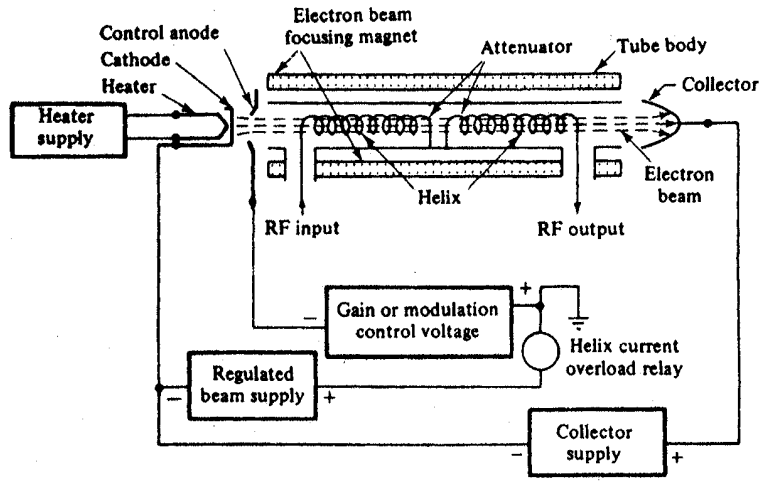 Electron beam
focusing magnet
Control anode
Cathode
Heater
Attenuator
Tube body
Collector
Heater
supply
Electron
beam
Helix
RF input
RF output
Gain or modulation
control voltage
−
+
Helix current
overload relay
Regulated
beam supply
−
+
Collector
supply
−
+